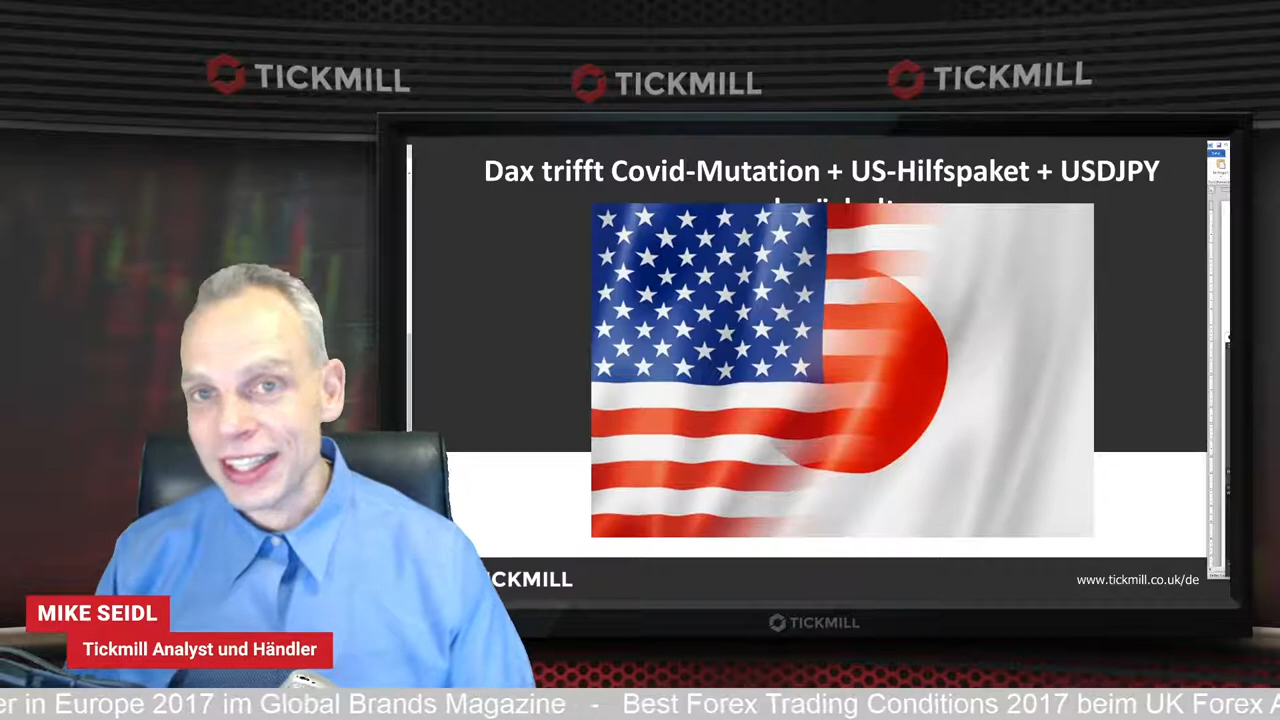 TICKMILL
TICKMILL
TICKMILL
Dax trifft Covid-Mutation + US-Hilfspaket + USDJPY
ICKMILL
www.tickmill.co.uk/de
TICKMILL
MIKE SEIDL
Tickmill Analyst und Händler
er in Europe 2017 im Global Brands Magazine - Best Forex Trading Conditions 2017 beim UK Forex A